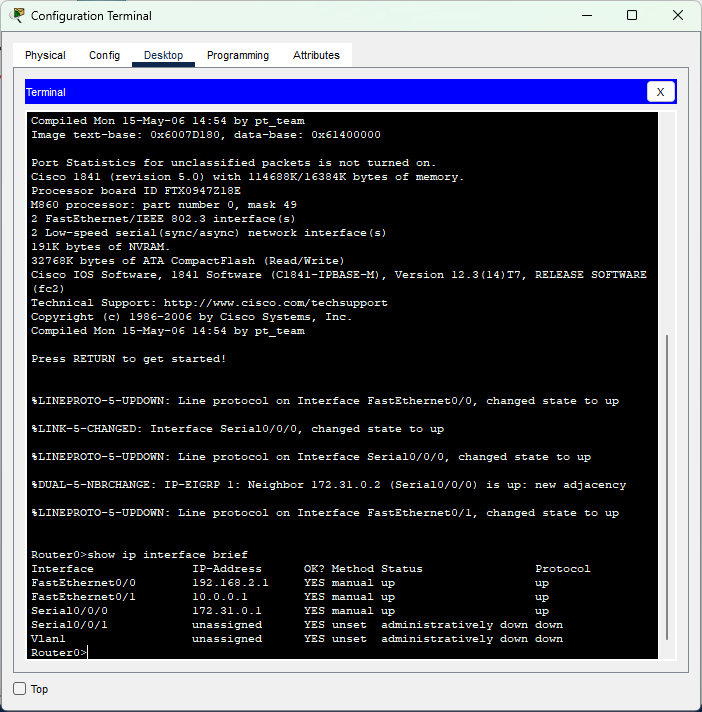 Configuration Terminal
Physical Config Desktop Programming Attributes
Terminal X
Compiled Mon 15-May-06 14:54 by pt_team
Image text-base: 0x6007D180, data-base: 0x61400000
Port Statistics for unclassified packets is not turned on.
Cisco 1841 (revision 5.0) with 114688K/16384K bytes of memory.
Processor board ID FTX0947Z18E
M860 processor: part number 0, mask 49
2 FastEthernet/IEEE 802.3 interface(s)
2 Low-speed serial(sync/async) network interface(s)
191K bytes of NVRAM.
32768K bytes of ATA CompactFlash (Read/Write)
Cisco IOS Software, 1841 Software (C1841-IPBASE-M), Version 12.3(14)T7, RELEASE SOFTWARE
(fc2)
Technical Support: http://www.cisco.com/techsupport
Copyright (c) 1986-2006 by Cisco Systems, Inc.
Compiled Mon 15-May-06 14:54 by pt_team
Press RETURN to get started!
%LINEPROTO-5-UPDOWN: Line protocol on Interface FastEthernet0/0, changed state to up
%LINK-5-CHANGED: Interface Serial0/0/0, changed state to up
%LINEPROTO-5-UPDOWN: Line protocol on Interface Serial0/0/0, changed state to up
%DUAL-5-NBRCHANGE: IP-EIGRP 1: Neighbor 172.31.0.2 (Serial0/0/0) is up: new adjacency
%LINEPROTO-5-UPDOWN: Line protocol on Interface FastEthernet0/1, changed state to up
Router0>show ip interface brief
Interface IP-Address OK? Method Status Protocol
FastEthernet0/0 192.168.2.1 YES manual up up
FastEthernet0/1 10.0.0.1 YES manual up up
Serial0/0/0 172.31.0.1 YES manual up up
Serial0/0/1 unassigned YES unset administratively down down
Vlan1 unassigned YES unset administratively down down
Router0>
Top